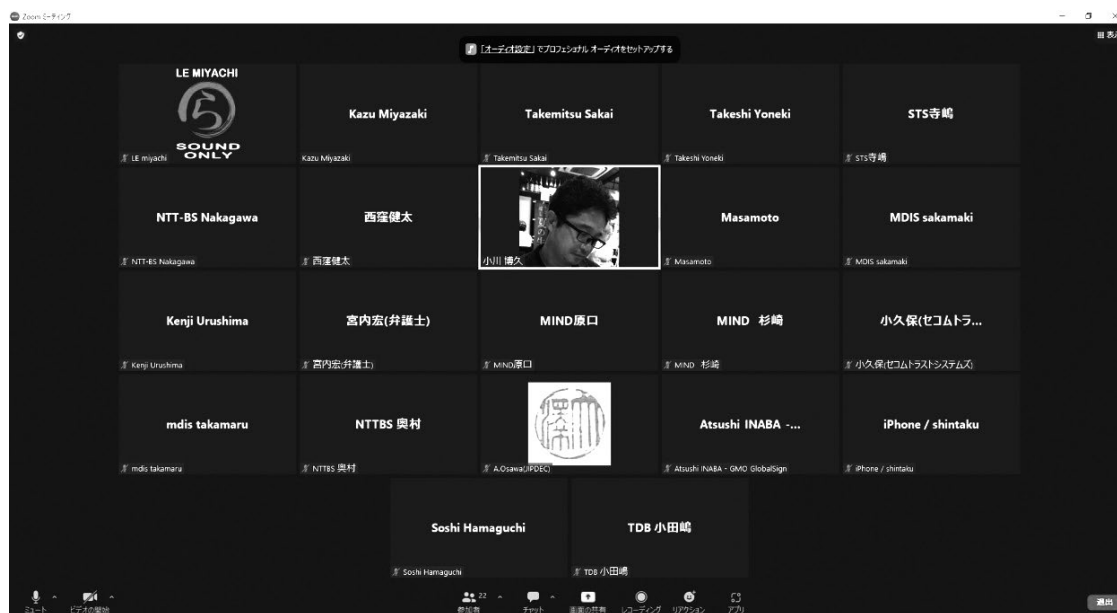 Zoom ミーティング
表示
「オーディオ設定」でプロフェッショナル オーディオをセットアップする
LE MIYACHI
SOUND
ONLY
LE miyachi
Kazu Miyazaki
Kazu Miyazaki
Takemitsu Sakai
Takemitsu Sakai
Takeshi Yoneki
Takeshi Yoneki
STS寺嶋
STS寺嶋
NTT-BS Nakagawa
NTT-BS Nakagawa
西窪健太
西窪健太
小川 博久
Masamoto
Masamoto
MDIS sakamaki
MDIS sakamaki
Kenji Urushima
Kenji Urushima
宮内宏(弁護士)
宮内宏(弁護士)
MIND原口
MIND原口
MIND 杉崎
MIND 杉崎
小久保(セコムトラ...
小久保(セコムトラストシステムズ)
mdis takamaru
mdis takamaru
NTTBS 奥村
NTTBS 奥村
A.Osawa(JIPDEC)
Atsushi INABA -...
Atsushi INABA - GMO GlobalSign
iPhone / shintaku
iPhone / shintaku
Soshi Hamaguchi
Soshi Hamaguchi
TDB 小田嶋
TDB 小田嶋
ミュート
ビデオの開始
22
参加者
チャット
画面の共有
レコーディング
リアクション
アプリ
退出